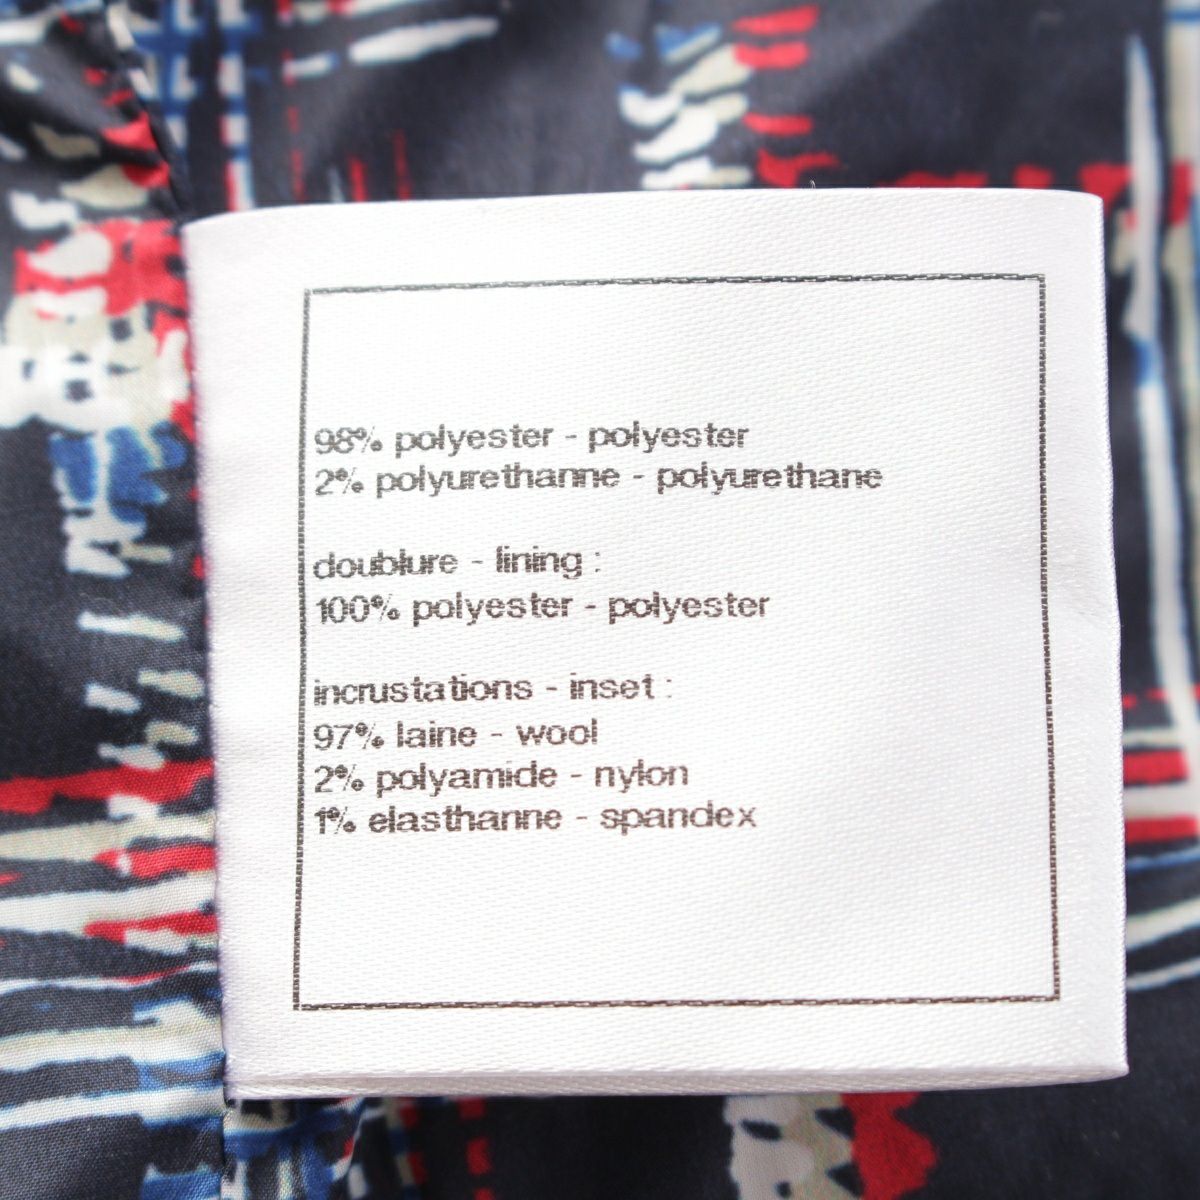 98% polyester - polyester
2% polyurethanne - polyurethane
doublure - lining :
100% polyester - polyester
incrustations - inset :
97% laine - wool
2% polyamide - nylon
1% elasthanne - spandex